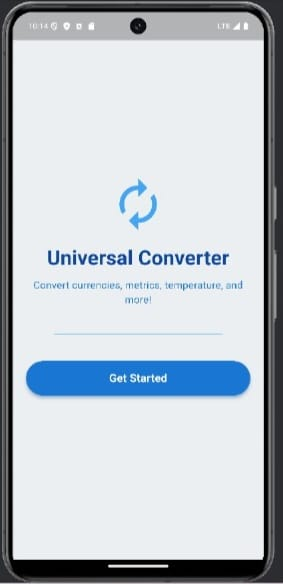 10:14
LTE
Universal Converter
Convert currencies, metrics, temperature, and
more!
Get Started